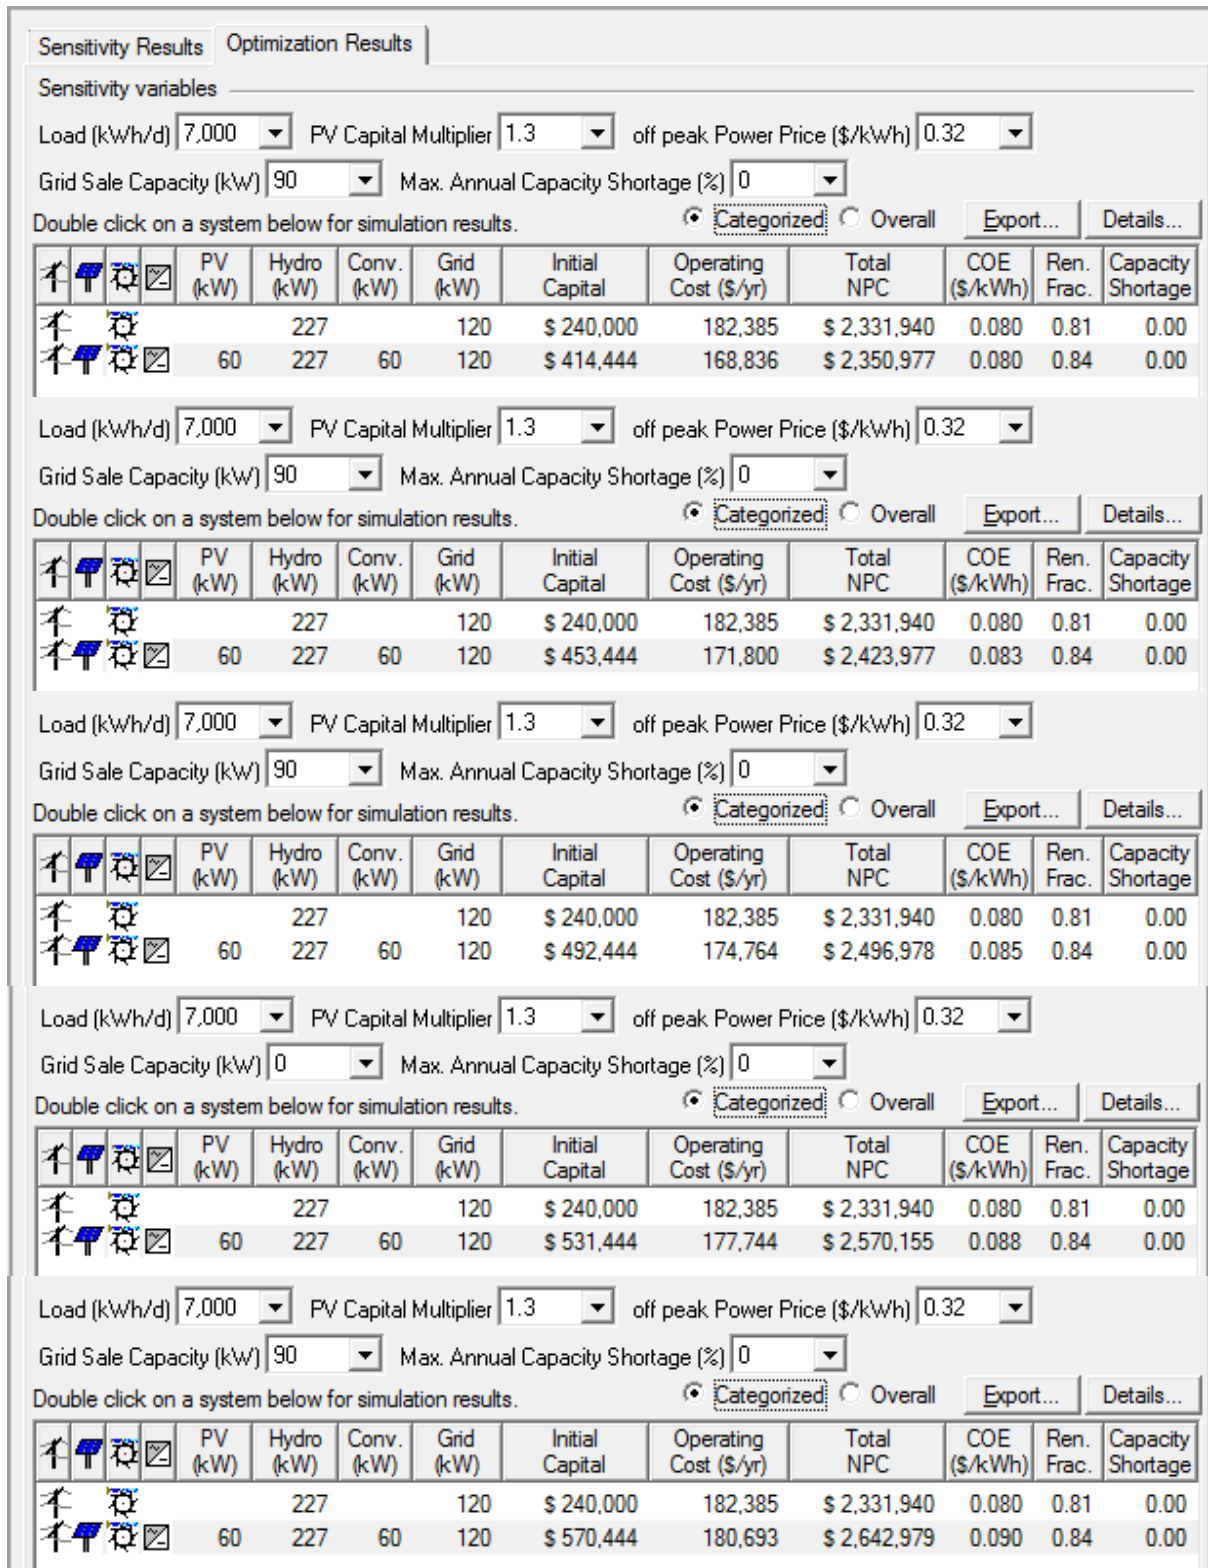 Sensitivity Results Optimization Results
Sensitivity variables
Load (kWh/d) 7,000 PV Capital Multiplier 1.3 off peak Power Price ($/kWh) 0.32
Grid Sale Capacity (kW) 90 Max. Annual Capacity Shortage (%) 0
Double click on a system below for simulation results. Categorized Overall Export... Details...
PV (kW) Hydro (kW) Conv. (kW) Grid (kW) Initial Capital Operating Cost ($/yr) Total NPC COE ($/kWh) Ren. Frac. Capacity Shortage
227 120 $ 240,000 182,385 $ 2,331,940 0.080 0.81 0.00
60 227 60 120 $ 414,444 168,836 $ 2,350,977 0.080 0.84 0.00
Load (kWh/d) 7,000 PV Capital Multiplier 1.3 off peak Power Price ($/kWh) 0.32
Grid Sale Capacity (kW) 90 Max. Annual Capacity Shortage (%) 0
Double click on a system below for simulation results. Categorized Overall Export... Details...
PV (kW) Hydro (kW) Conv. (kW) Grid (kW) Initial Capital Operating Cost ($/yr) Total NPC COE ($/kWh) Ren. Frac. Capacity Shortage
227 120 $ 240,000 182,385 $ 2,331,940 0.080 0.81 0.00
60 227 60 120 $ 453,444 171,800 $ 2,423,977 0.083 0.84 0.00
Load (kWh/d) 7,000 PV Capital Multiplier 1.3 off peak Power Price ($/kWh) 0.32
Grid Sale Capacity (kW) 90 Max. Annual Capacity Shortage (%) 0
Double click on a system below for simulation results. Categorized Overall Export... Details...
PV (kW) Hydro (kW) Conv. (kW) Grid (kW) Initial Capital Operating Cost ($/yr) Total NPC COE ($/kWh) Ren. Frac. Capacity Shortage
227 120 $ 240,000 182,385 $ 2,331,940 0.080 0.81 0.00
60 227 60 120 $ 492,444 174,764 $ 2,496,978 0.085 0.84 0.00
Load (kWh/d) 7,000 PV Capital Multiplier 1.3 off peak Power Price ($/kWh) 0.32
Grid Sale Capacity (kW) 0 Max. Annual Capacity Shortage (%) 0
Double click on a system below for simulation results. Categorized Overall Export... Details...
PV (kW) Hydro (kW) Conv. (kW) Grid (kW) Initial Capital Operating Cost ($/yr) Total NPC COE ($/kWh) Ren. Frac. Capacity Shortage
227 120 $ 240,000 182,385 $ 2,331,940 0.080 0.81 0.00
60 227 60 120 $ 531,444 177,744 $ 2,570,155 0.088 0.84 0.00
Load (kWh/d) 7,000 PV Capital Multiplier 1.3 off peak Power Price ($/kWh) 0.32
Grid Sale Capacity (kW) 90 Max. Annual Capacity Shortage (%) 0
Double click on a system below for simulation results. Categorized Overall Export... Details...
PV (kW) Hydro (kW) Conv. (kW) Grid (kW) Initial Capital Operating Cost ($/yr) Total NPC COE ($/kWh) Ren. Frac. Capacity Shortage
227 120 $ 240,000 182,385 $ 2,331,940 0.080 0.81 0.00
60 227 60 120 $ 570,444 180,693 $ 2,642,979 0.090 0.84 0.00